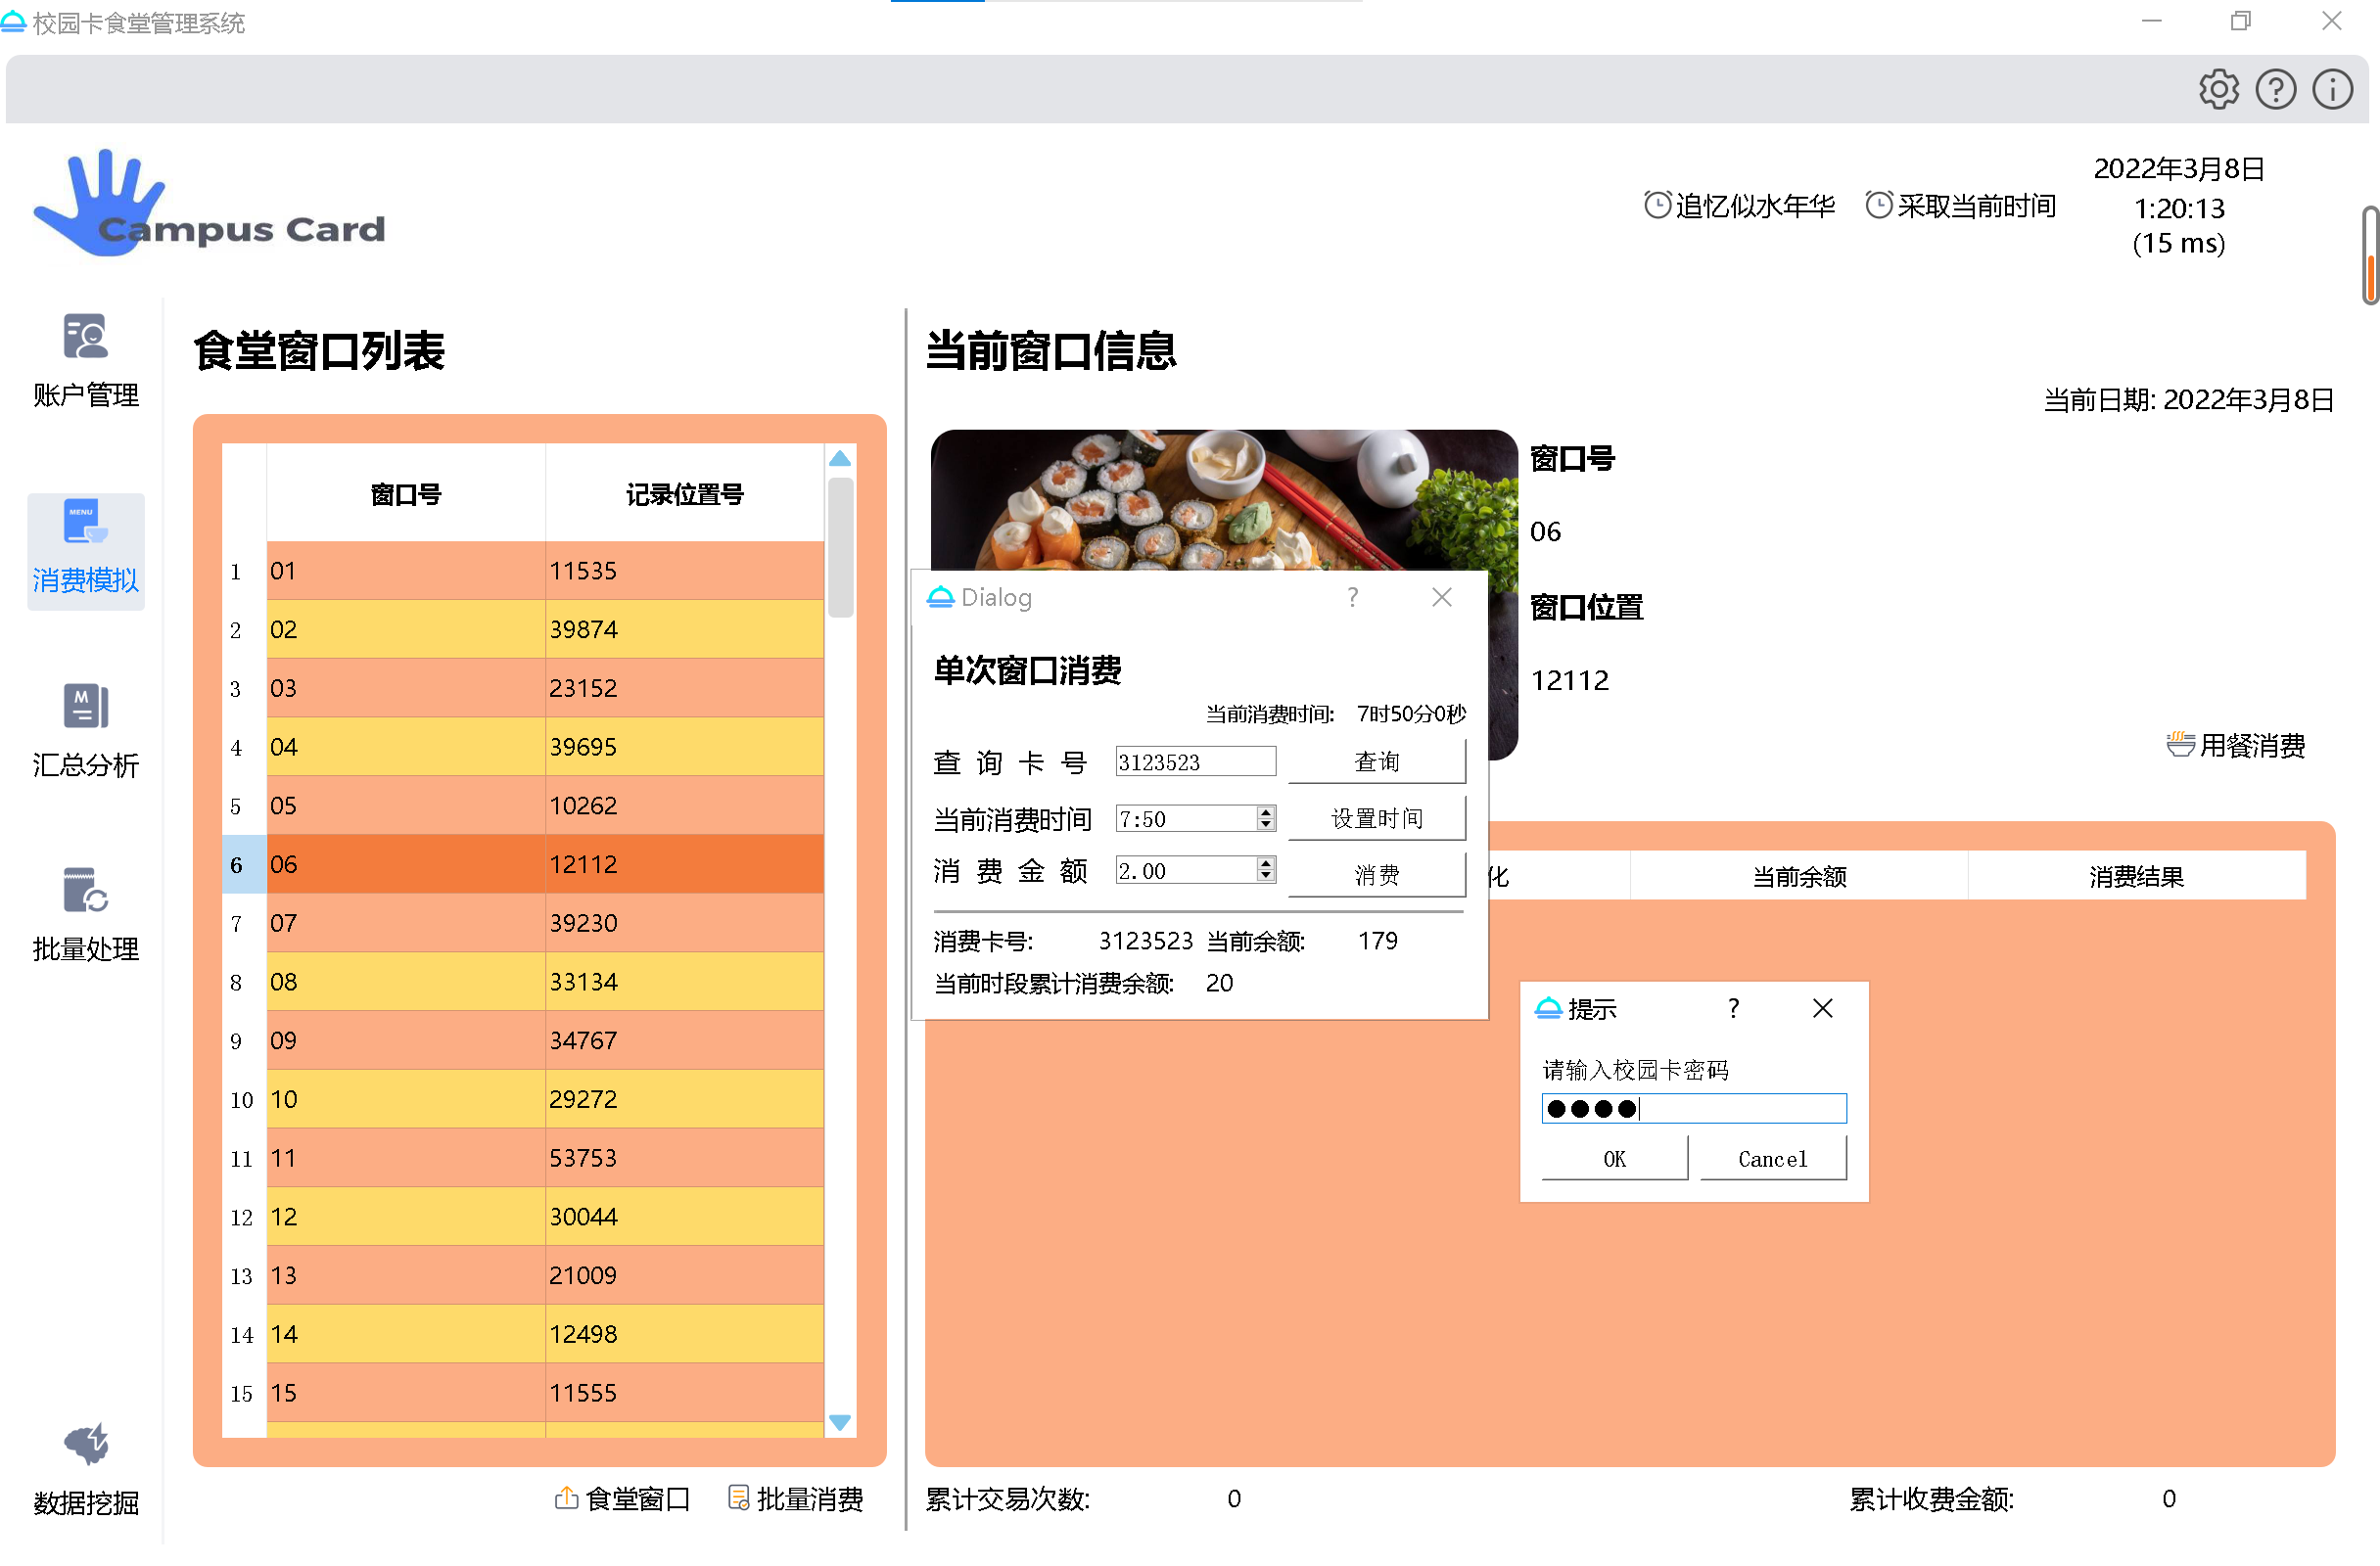 校园卡食堂管理系统
Campus Card
追忆似水年华
采取当前时间
2022年3月8日
1:20:13
(15 ms)
账户管理
MENU
消费模拟
M
汇总分析
批量处理
数据挖掘
食堂窗口列表
窗口号 记录位置号
1 01 11535
2 02 39874
3 03 23152
4 04 39695
5 05 10262
6 06 12112
7 07 39230
8 08 33134
9 09 34767
10 10 29272
11 11 53753
12 12 30044
13 13 21009
14 14 12498
15 15 11555
食堂窗口
批量消费
当前窗口信息
当前日期: 2022年3月8日
窗口号
06
窗口位置
12112
用餐消费
化 当前余额 消费结果
Dialog
?
单次窗口消费
当前消费时间: 7时50分0秒
查询卡号 3123523 查询
当前消费时间 7:50 设置时间
消费金额 2.00 消费
消费卡号: 3123523 当前余额: 179
当前时段累计消费余额: 20
提示
?
请输入校园卡密码
OK
Cancel
累计交易次数: 0
累计收费金额: 0